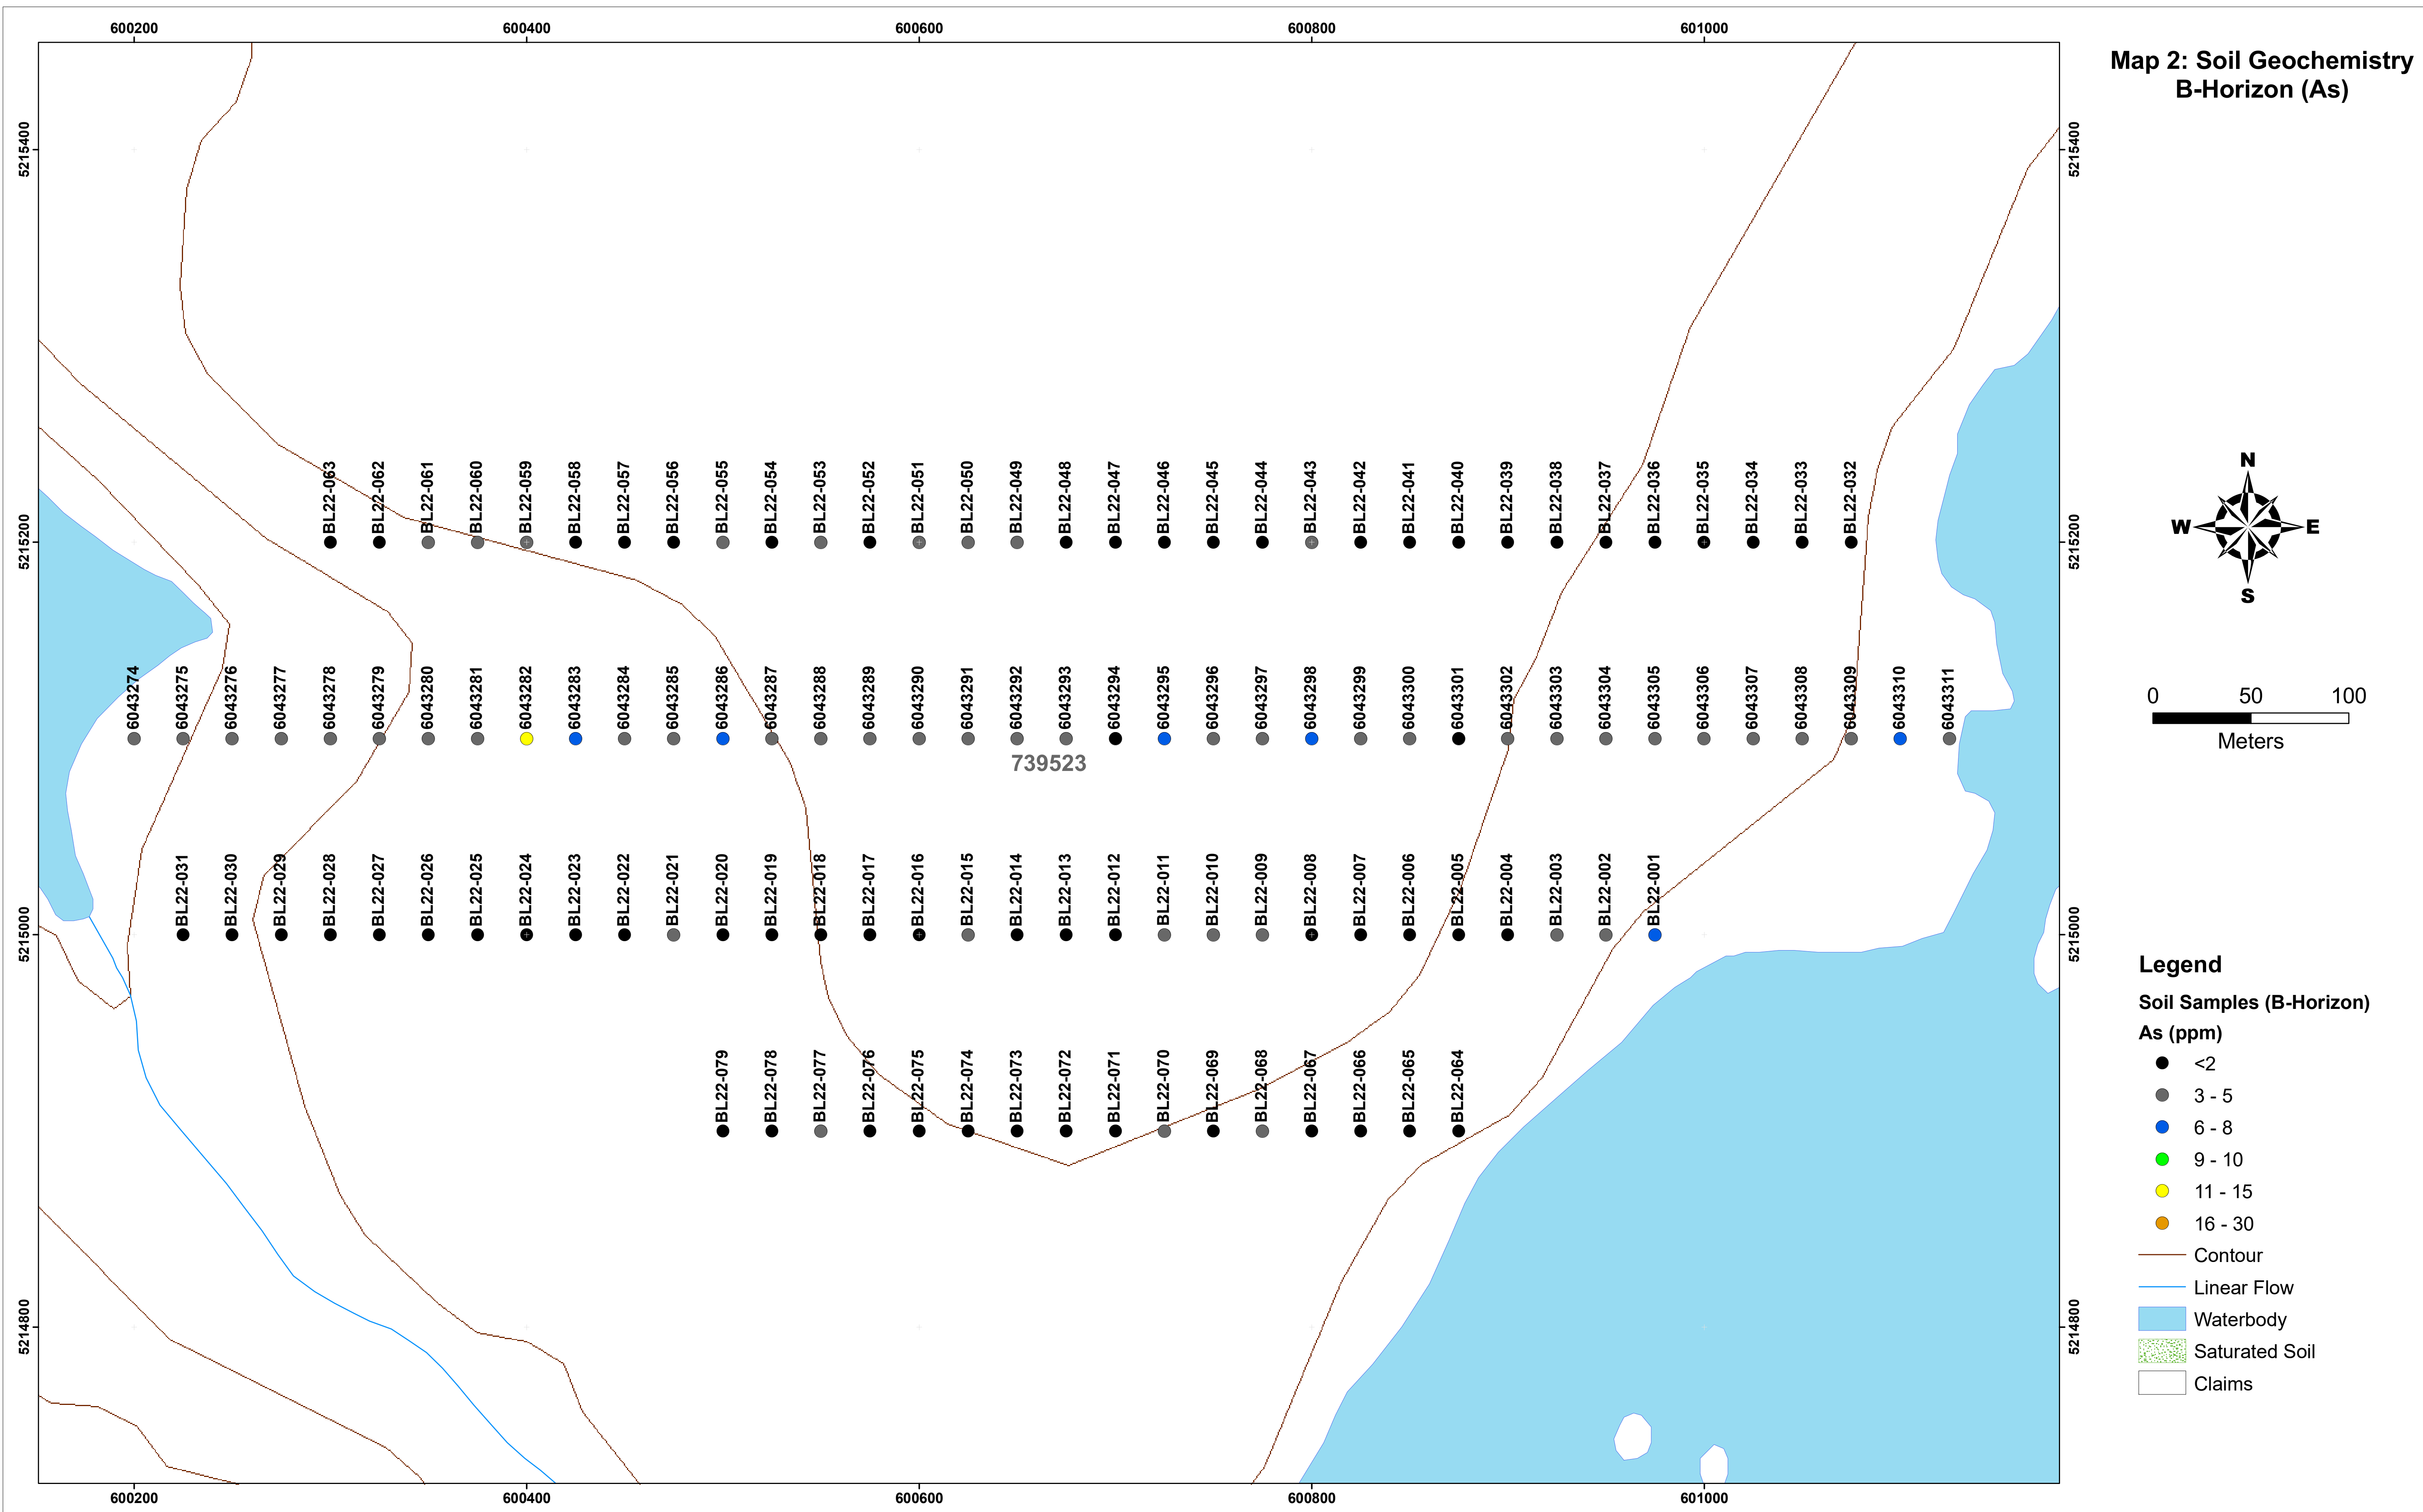 600200
600400
600600
600800
601000
Map 2: Soil Geochemistry
B-Horizon (As)
5215400
5215400
BL22-063
BL22-062
BL22-061
BL22-060
BL22-059
BL22-058
BL22-057
BL22-056
BL22-055
BL22-054
BL22-053
BL22-052
BL22-051
BL22-050
BL22-049
BL22-048
BL22-047
BL22-046
BL22-045
BL22-044
BL22-043
BL22-042
BL22-041
BL22-040
BL22-039
BL22-038
BL22-037
BL22-036
BL22-035
BL22-034
BL22-033
BL22-032
5215200
5215200
N
W
E
S
6043274
6043275
6043276
6043277
6043278
6043279
6043280
6043281
6043282
6043283
6043284
6043285
6043286
6043287
6043288
6043289
6043290
6043291
6043292
6043293
6043294
6043295
6043296
6043297
6043298
6043299
6043300
6043301
6043302
6043303
6043304
6043305
6043306
6043307
6043308
6043309
6043310
6043311
0 50 100
Meters
739523
BL22-031
BL22-030
BL22-029
BL22-028
BL22-027
BL22-026
BL22-025
BL22-024
BL22-023
BL22-022
BL22-021
BL22-020
BL22-019
BL22-018
BL22-017
BL22-016
BL22-015
BL22-014
BL22-013
BL22-012
BL22-011
BL22-010
BL22-009
BL22-008
BL22-007
BL22-006
BL22-005
BL22-004
BL22-003
BL22-002
BL22-001
5215000
5215000
BL22-079
BL22-078
BL22-077
BL22-076
BL22-075
BL22-074
BL22-073
BL22-072
BL22-071
BL22-070
BL22-069
BL22-068
BL22-067
BL22-066
BL22-065
BL22-064
Legend
Soil Samples (B-Horizon)
As (ppm)
<2
3 - 5
6 - 8
9 - 10
11 - 15
16 - 30
Contour
Linear Flow
Waterbody
Saturated Soil
Claims
5214800
5214800
600200
600400
600600
600800
601000